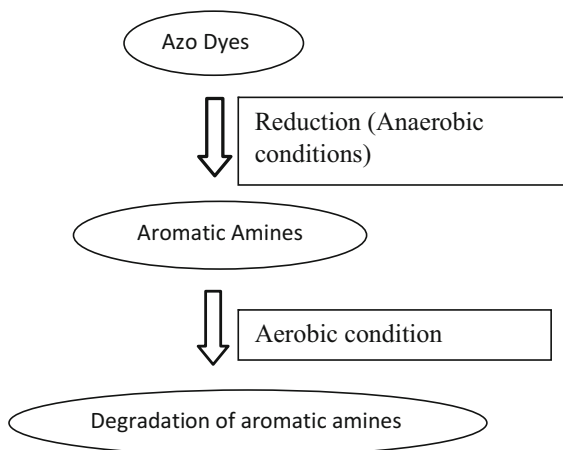 Azo Dyes
Reduction (Anaerobic
conditions)
Aromatic Amines
Aerobic condition
Degradation of aromatic amines